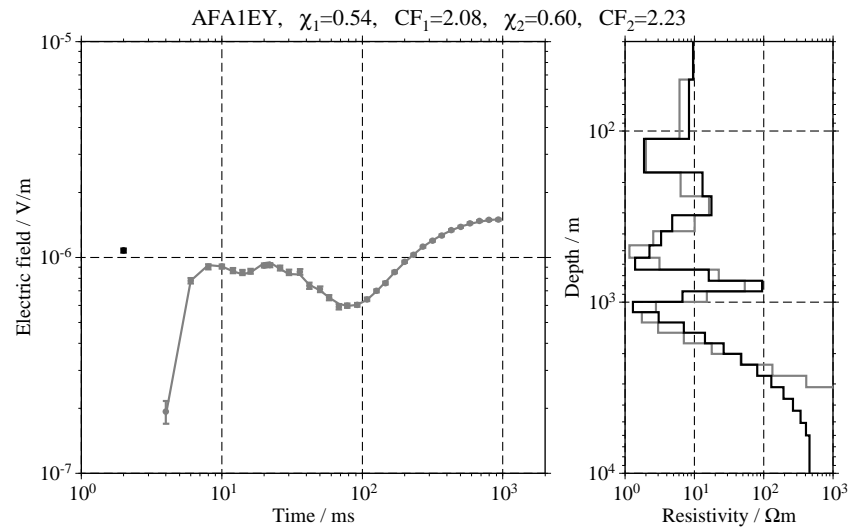 AFA1EY, χ₁=0.54, CF₁=2.08, χ₂=0.60, CF₂=2.23
10⁻⁵
10⁻⁶
10⁻⁷
Electric field / V/m
10⁰ 10¹ 10² 10³
Time / ms
10²
10³
10⁴
Depth / m
10⁰ 10¹ 10² 10³
Resistivity / Ωm